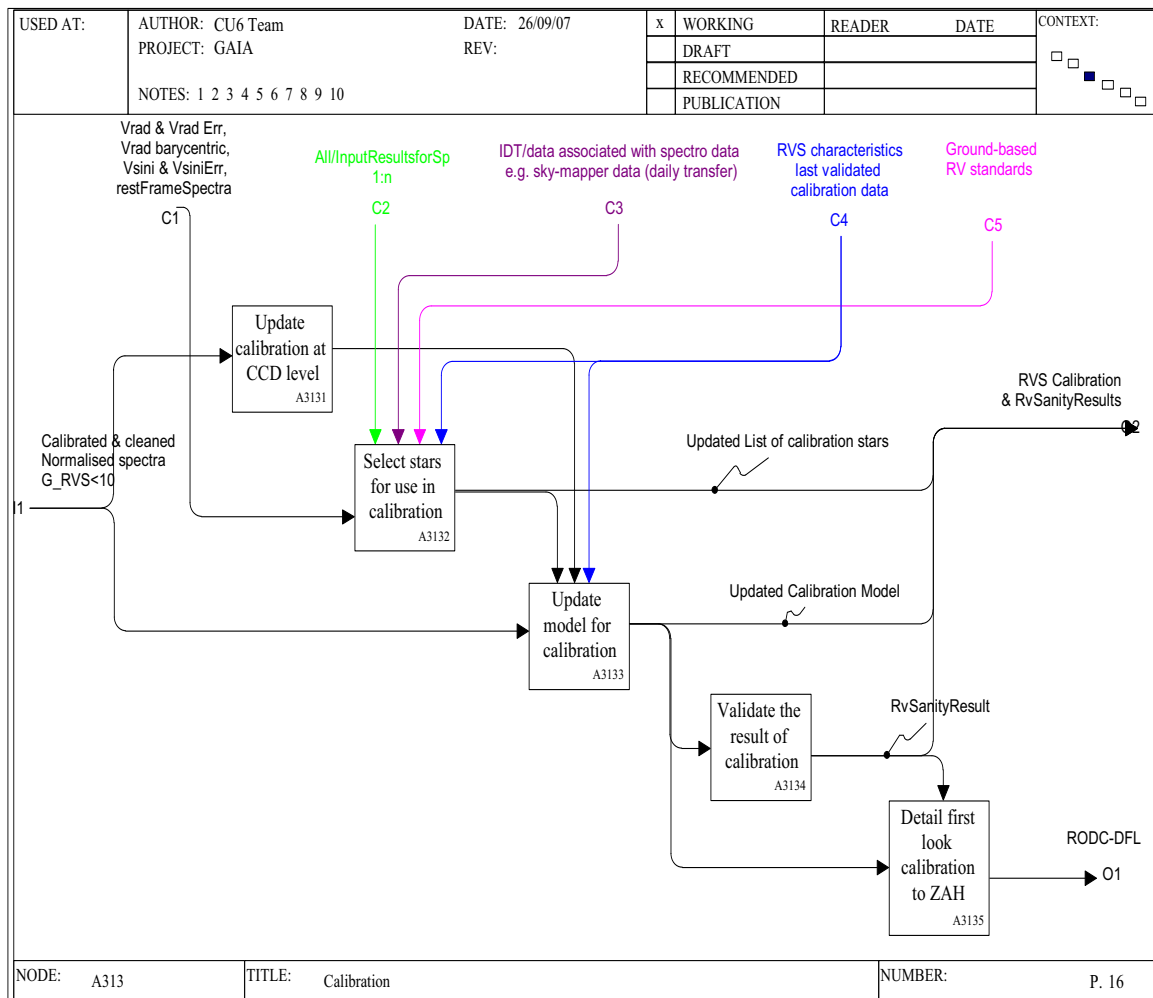 USED AT:
AUTHOR: CU6 Team
DATE: 26/09/07
PROJECT: GAIA
REV:
NOTES: 1 2 3 4 5 6 7 8 9 10
x WORKING
DRAFT
RECOMMENDED
PUBLICATION
READER DATE
CONTEXT:
Vrad & Vrad Err,
Vrad barycentric,
Vsini & VsiniErr,
restFrameSpectra
C1
All/InputResultsforSp
1:n
C2
IDT/data associated with spectro data
e.g. sky-mapper data (daily transfer)
C3
RVS characteristics
last validated
calibration data
C4
Ground-based
RV standards
C5
Update
calibration at
CCD level
A3131
RVS Calibration
& RvSanityResults
O2
Calibrated & cleaned
Normalised spectra
G_RVS<10
I1
Select stars
for use in
calibration
A3132
Updated List of calibration stars
Update
model for
calibration
A3133
Updated Calibration Model
Validate the
result of
calibration
A3134
RvSanityResult
Detail first
look
calibration
to ZAH
A3135
RODC-DFL
O1
NODE: A313
TITLE: Calibration
NUMBER: P. 16